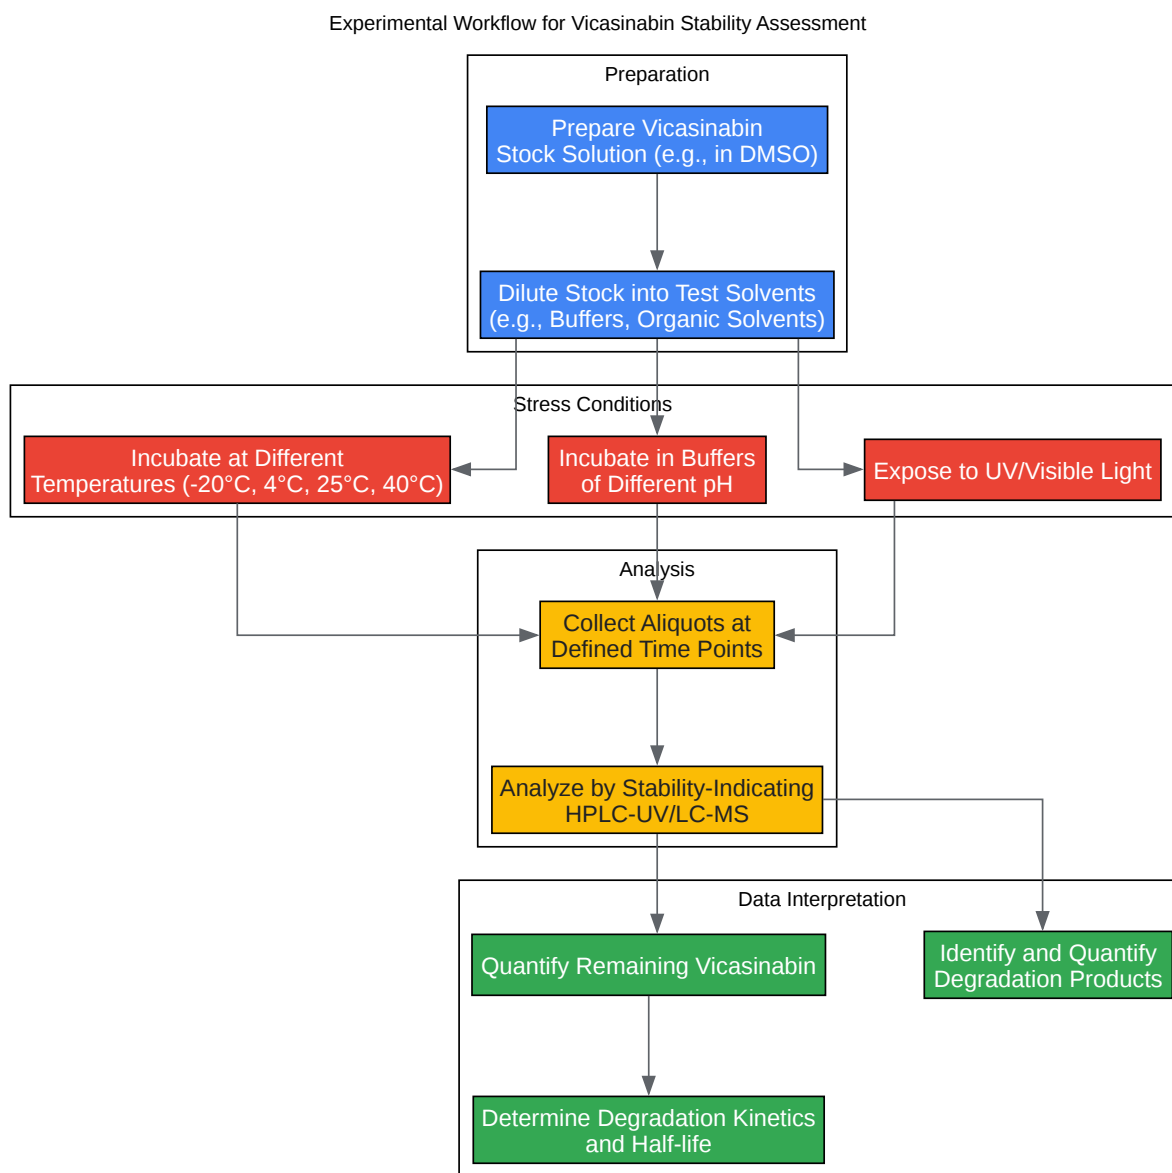 Experimental Workflow for Vicasinabin Stability Assessment
Preparation
Prepare Vicasinabin
Stock Solution (e.g., in DMSO)
Dilute Stock into Test Solvents
(e.g., Buffers, Organic Solvents)
Stress Conditions
Incubate at Different
Temperatures (-20°C, 4°C, 25°C, 40°C)
Incubate in Buffers
of Different pH
Expose to UV/Visible Light
Analysis
Collect Aliquots at
Defined Time Points
Analyze by Stability-Indicating
HPLC-UV/LC-MS
Data Interpretation
Quantify Remaining Vicasinabin
Identify and Quantify
Degradation Products
Determine Degradation Kinetics
and Half-life